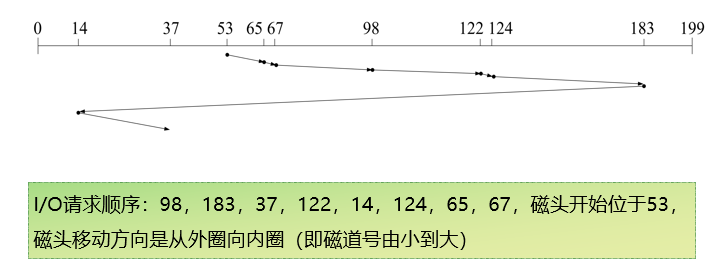 0 14 37 53 65 67 98 122 124 183 199
I/O请求顺序：98，183，37，122，14，124，65，67，磁头开始位于53，
磁头移动方向是从外圈向内圈（即磁道号由小到大）